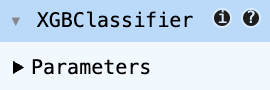 ▾ XGBClassifier i ?
▶ Parameters